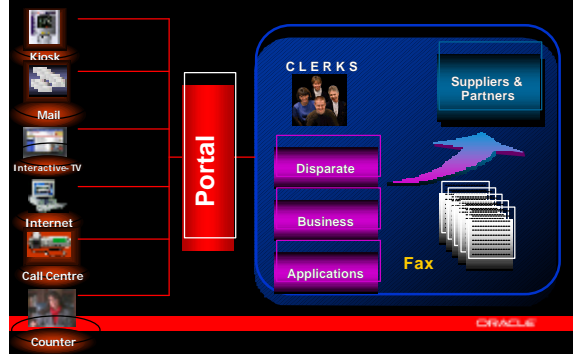 Kiosk
Mail
Interactive-TV
Internet
Call Centre
Counter
Portal
CLERKS
Disparate
Business
Applications
Suppliers &
Partners
Fax
ORACLE